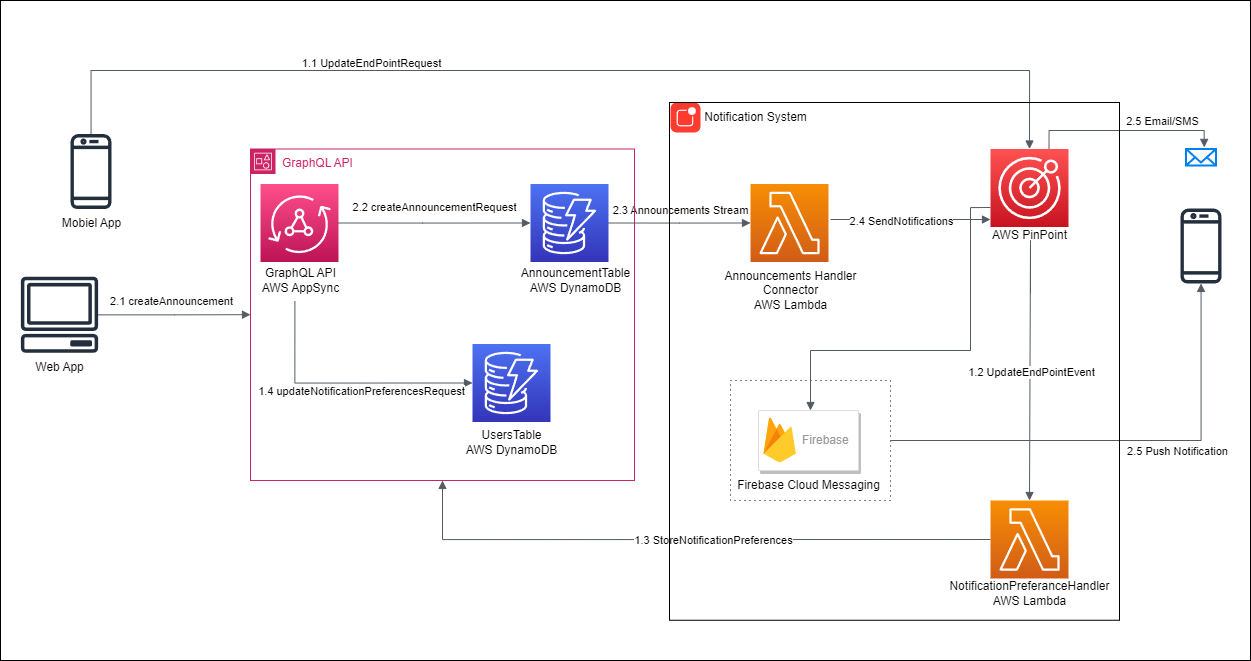 1.1 UpdateEndPointRequest
Notification System
2.5 Email/SMS
GraphQL API
2.2 createAnnouncementRequest
2.3 Announcements Stream
2.4 SendNotifications
Mobiel App
AWS PinPoint
GraphQL API
AWS AppSync
AnnouncementTable
AWS DynamoDB
Announcements Handler
Connector
AWS Lambda
2.1 createAnnouncement
Web App
1.2 UpdateEndPointEvent
1.4 updateNotificationPreferencesRequest
UsersTable
AWS DynamoDB
Firebase
2.5 Push Notification
Firebase Cloud Messaging
1.3 StoreNotificationPreferences
NotificationPreferanceHandler
AWS Lambda